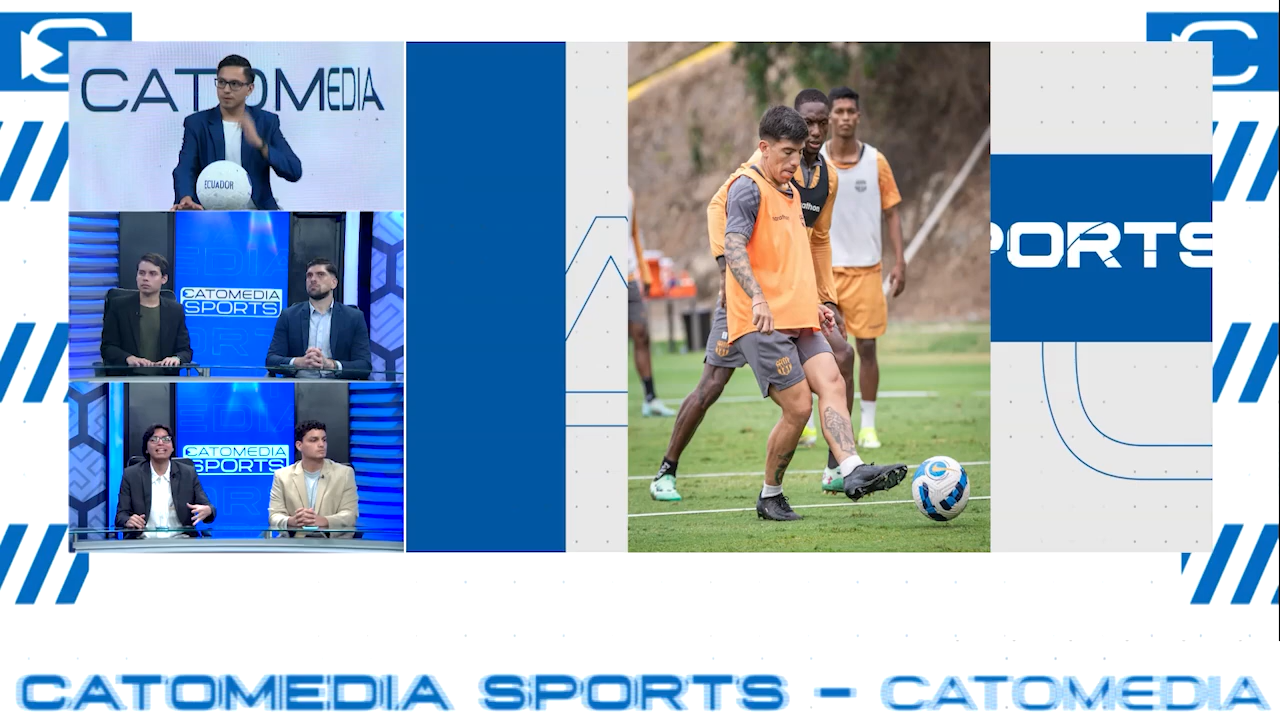 CATOMEDIA
ECUADOR
CATOMEDIA
SPORTS
CATOMEDIA
SPORTS
PORTS
CATOMEDIA SPORTS - CATOMEDIA